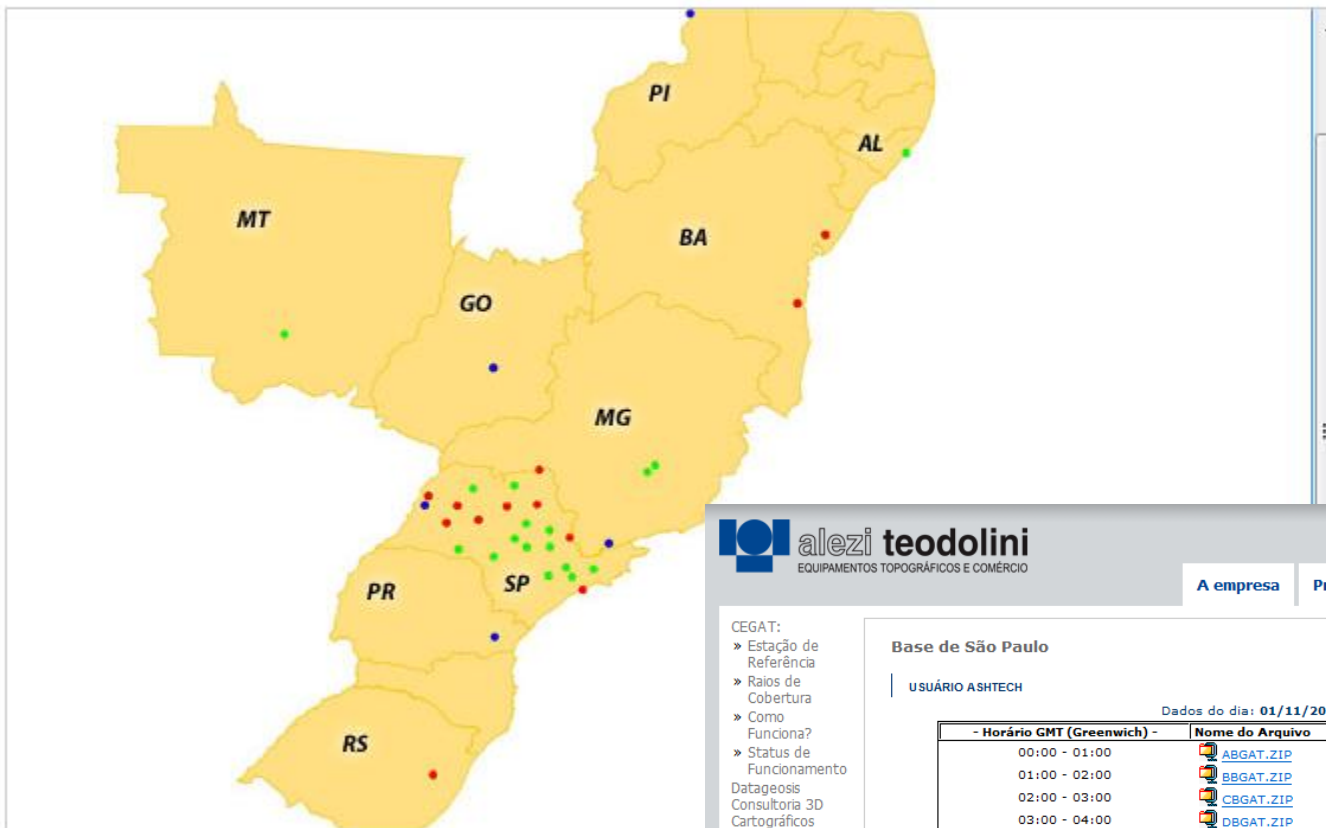 PI
AL
MT
BA
GO
MG
SP
PR
RS
alezi teodolini
EQUIPAMENTOS TOPOGRÁFICOS E COMÉRCIO
A empresa
CEGAT:
» Estação de
Referência
» Raios de
Cobertura
» Como
Funciona?
» Status de
Funcionamento
Datageosis
Consultoria 3D
Cartográficos
Base de São Paulo
USUÁRIO ASHTECH
Dados do dia: 01/11/20
- Horário GMT (Greenwich) - Nome do Arquivo
00:00 - 01:00 ABGAT.ZIP
01:00 - 02:00 BBGAT.ZIP
02:00 - 03:00 CBGAT.ZIP
03:00 - 04:00 DBGAT.ZIP